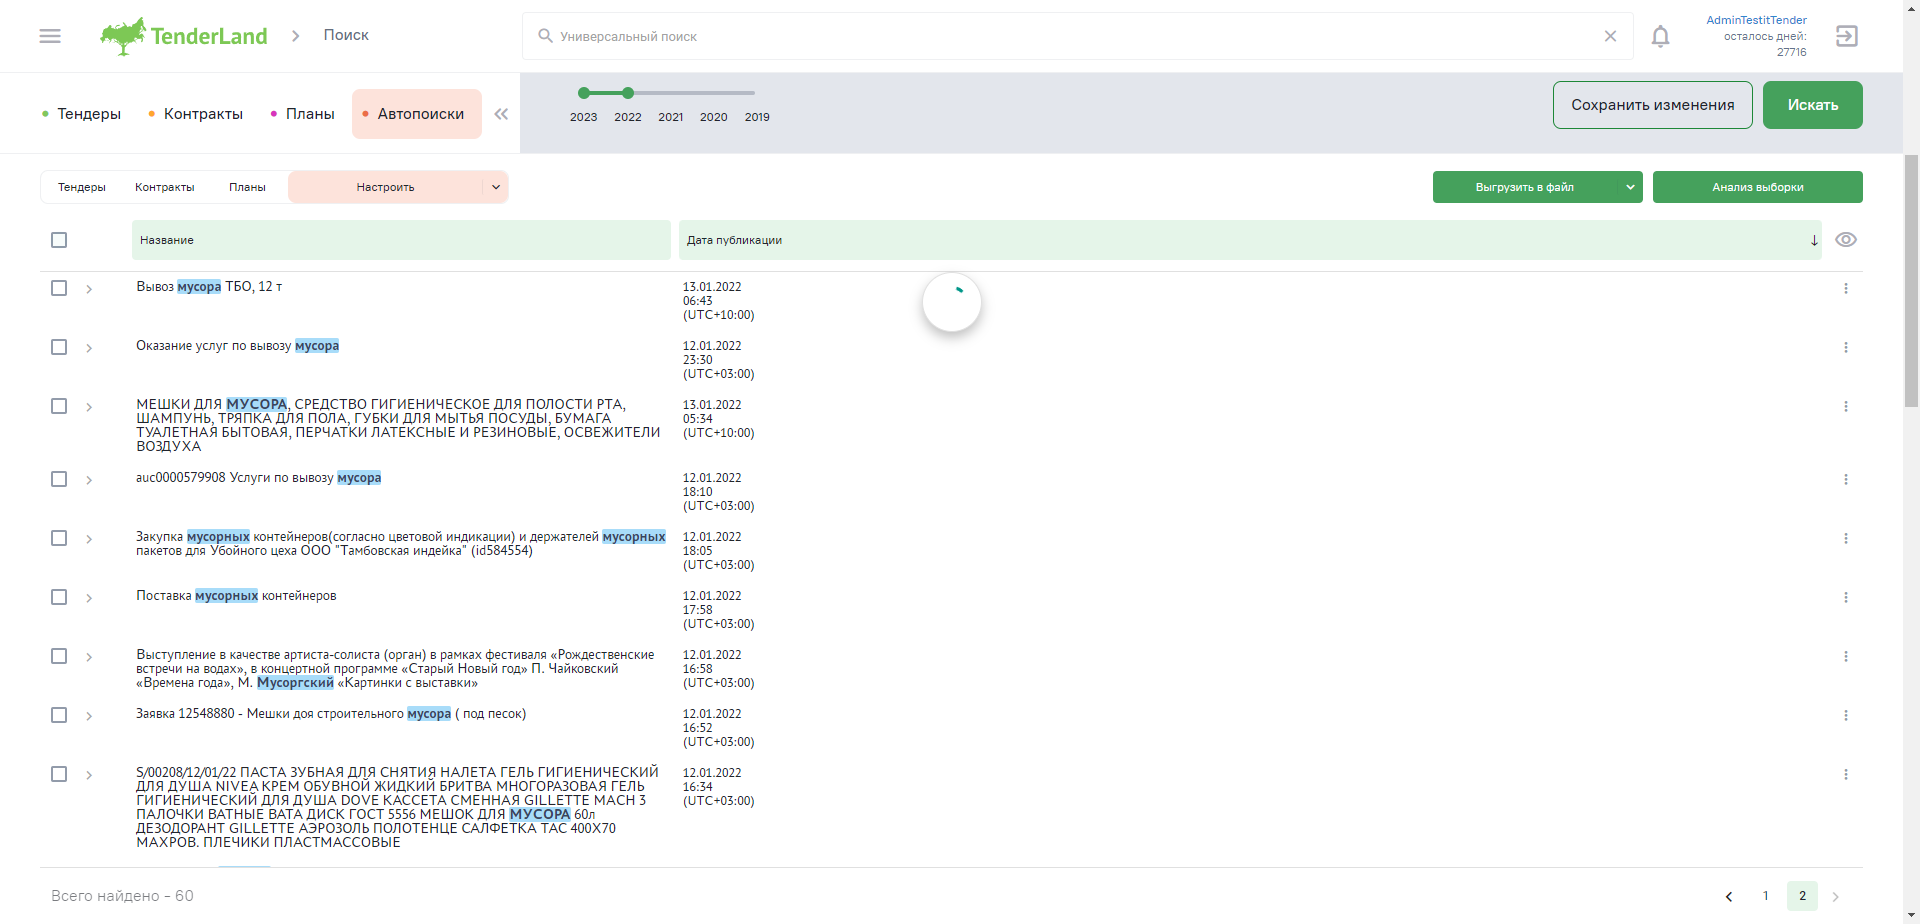 TenderLand
Поиск
Универсальный поиск
AdminTestitTender
осталось дней:
27716
Тендеры
Контракты
Планы
Автопоиски
2023 2022 2021 2020 2019
Сохранить изменения
Искать
Тендеры
Контракты
Планы
Настроить
Выгрузить в файл
Анализ выборки
Название
Дата публикации
Вывоз мусора ТБО, 12 т
13.01.2022
06:43
(UTC+10:00)
Оказание услуг по вывозу мусора
12.01.2022
23:30
(UTC+03:00)
МЕШКИ ДЛЯ МУСОРА, СРЕДСТВО ГИГИЕНИЧЕСКОЕ ДЛЯ ПОЛОСТИ РТА,
ШАМПУНЬ, ТРЯПКА ДЛЯ ПОЛА, ГУБКИ ДЛЯ МЫТЬЯ ПОСУДЫ, БУМАГА
ТУАЛЕТНАЯ БЫТОВАЯ, ПЕРЧАТКИ ЛАТЕКСНЫЕ И РЕЗИНОВЫЕ, ОСВЕЖИТЕЛИ
ВОЗДУХА
13.01.2022
05:34
(UTC+10:00)
auc0000579908 Услуги по вывозу мусора
12.01.2022
18:10
(UTC+03:00)
Закупка мусорных контейнеров(согласно цветовой индикации) и держателей мусорных
пакетов для Убойного цеха ООО "Тамбовская индейка" (id584554)
12.01.2022
18:05
(UTC+03:00)
Поставка мусорных контейнеров
12.01.2022
17:58
(UTC+03:00)
Выступление в качестве артиста-солиста (орган) в рамках фестиваля «Рождественские
встречи на водах», в концертной программе «Старый Новый год» П. Чайковский
«Времена года», М. Мусоргский «Картинки с выставки»
12.01.2022
16:58
(UTC+03:00)
Заявка 12548880 - Мешки доя строительного мусора ( под песок)
12.01.2022
16:52
(UTC+03:00)
S/00208/12/01/22 ПАСТА ЗУБНАЯ ДЛЯ СНЯТИЯ НАЛЕТА ГЕЛЬ ГИГИЕНИЧЕСКИЙ
ДЛЯ ДУША NIVEA КРЕМ ОБУВНОЙ ЖИДКИЙ БРИТВА МНОГОРАЗОВАЯ ГЕЛЬ
ГИГИЕНИЧЕСКИЙ ДЛЯ ДУША DOVE КАССЕТА СМЕННАЯ GILLETTE MACH 3
ПАЛОЧКИ ВАТНЫЕ ВАТА ДИСК ГОСТ 5556 МЕШОК ДЛЯ МУСОРА 60л
ДЕЗОДОРАНТ GILLETTE АЭРОЗОЛЬ ПОЛОТЕНЦЕ САЛФЕТКА ТАС 400Х70
МАХРОВ. ПЛЕЧИКИ ПЛАСТМАССОВЫЕ
12.01.2022
16:34
(UTC+03:00)
Всего найдено - 60
1 2